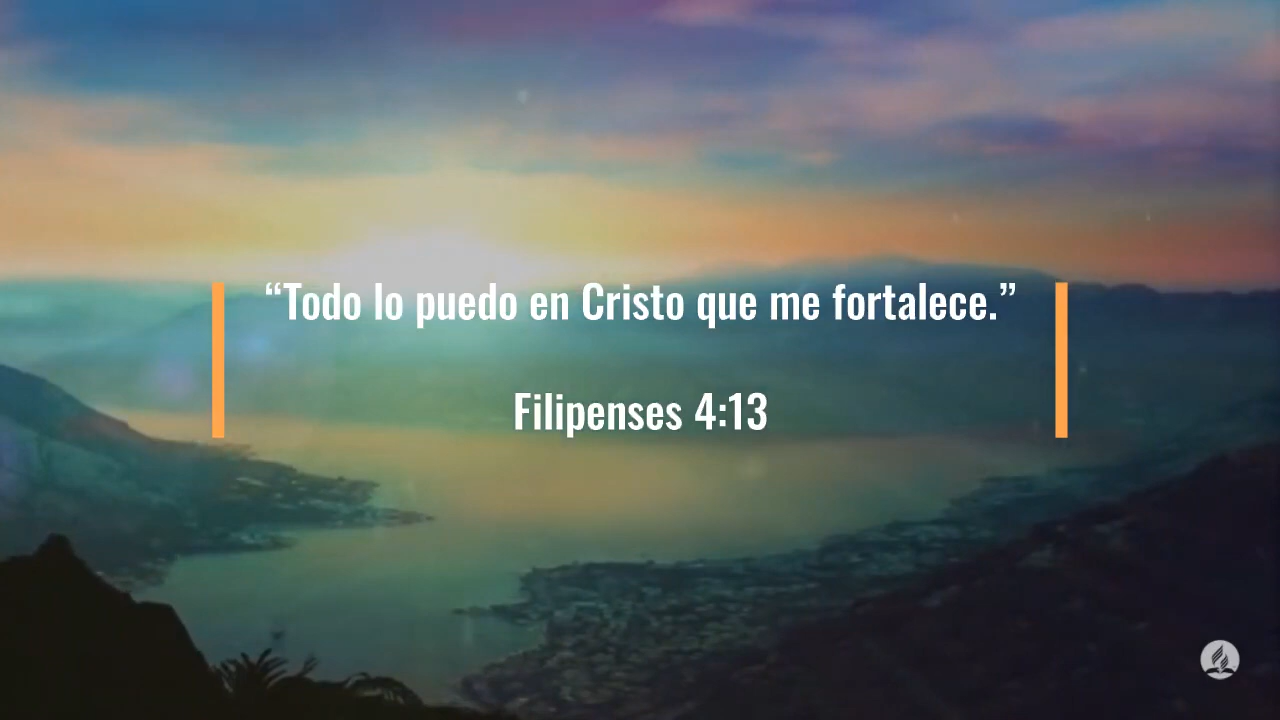 “Todo lo puedo en Cristo que me fortalece.”
Filipenses 4:13